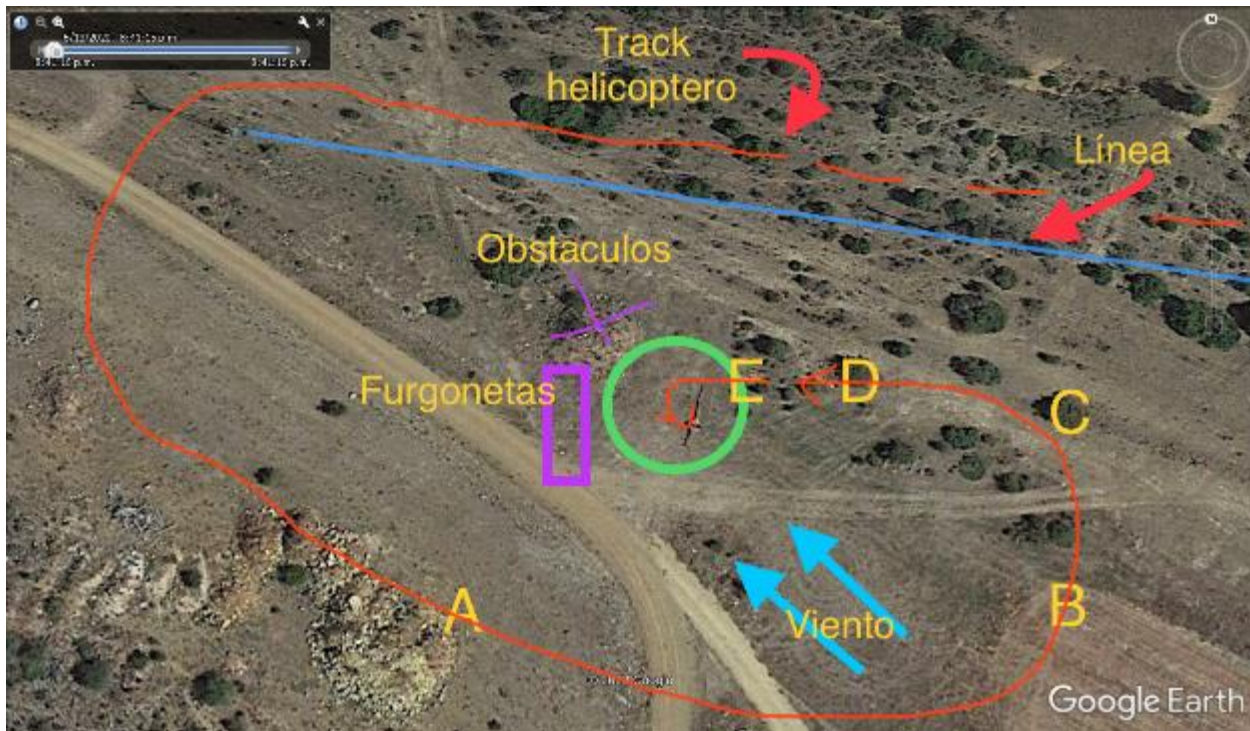 Track
helicoptero
Línea
Obstaculos
Furgonetas
E
D
C
A
Viento
B
Google Earth